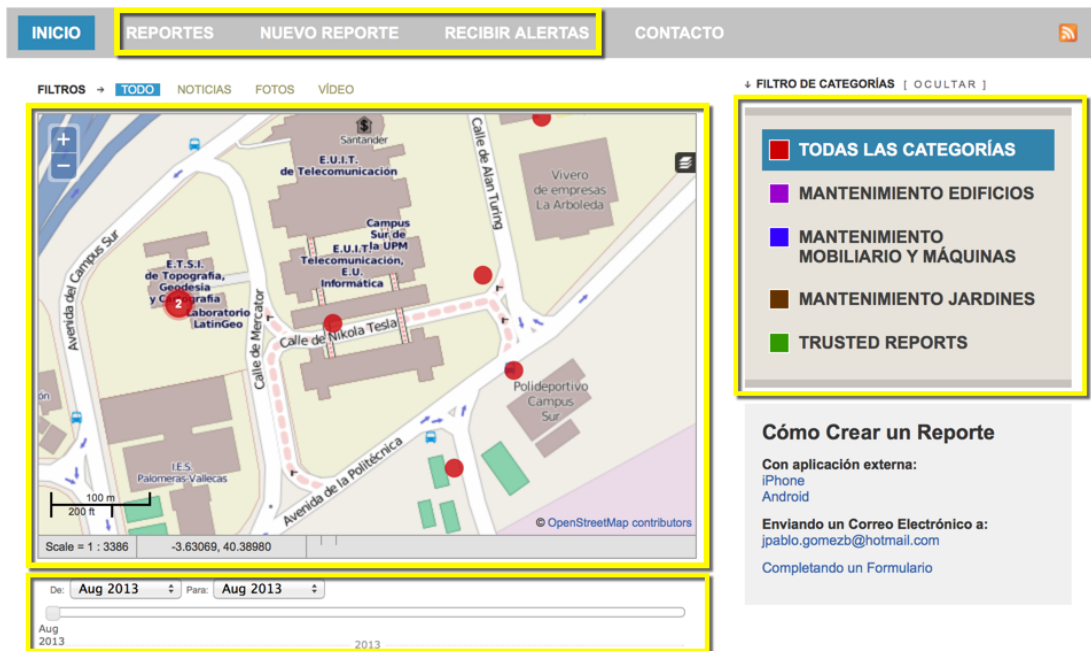 INICIO REPORTES NUEVO REPORTE RECIBIR ALERTAS CONTACTO
FILTROS → TODO NOTICIAS FOTOS VÍDEO
+
−
Santander
E.U.I.T.
de Telecomunicación
Calle de Alan Turing
Vivero
de empresas
La Arboleda
Campus
Sur de
la UPM
E.U.I.T.
Telecomunicación,
E.U.
Informática
Avenida del Campus Sur
E.T.S.I.
de Topografía,
Geodesia
y Cartografía
2
Laboratorio
LatinGeo
Calle de Mercator
Calle de Nikola Tesla
Polideportivo
Campus
Sur
ón
I.E.S.
Palomeras-Vallecas
Avenida de la Politécnica
100 m
200 ft
© OpenStreetMap contributors
Scale = 1 : 3386 -3.63069, 40.38980
De: Aug 2013 Para: Aug 2013
Aug
2013
2013
↓ FILTRO DE CATEGORÍAS [ OCULTAR ]
TODAS LAS CATEGORÍAS
MANTENIMIENTO EDIFICIOS
MANTENIMIENTO
MOBILIARIO Y MÁQUINAS
MANTENIMIENTO JARDINES
TRUSTED REPORTS
Cómo Crear un Reporte
Con aplicación externa:
iPhone
Android
Enviando un Correo Electrónico a:
jpablo.gomezb@hotmail.com
Completando un Formulario